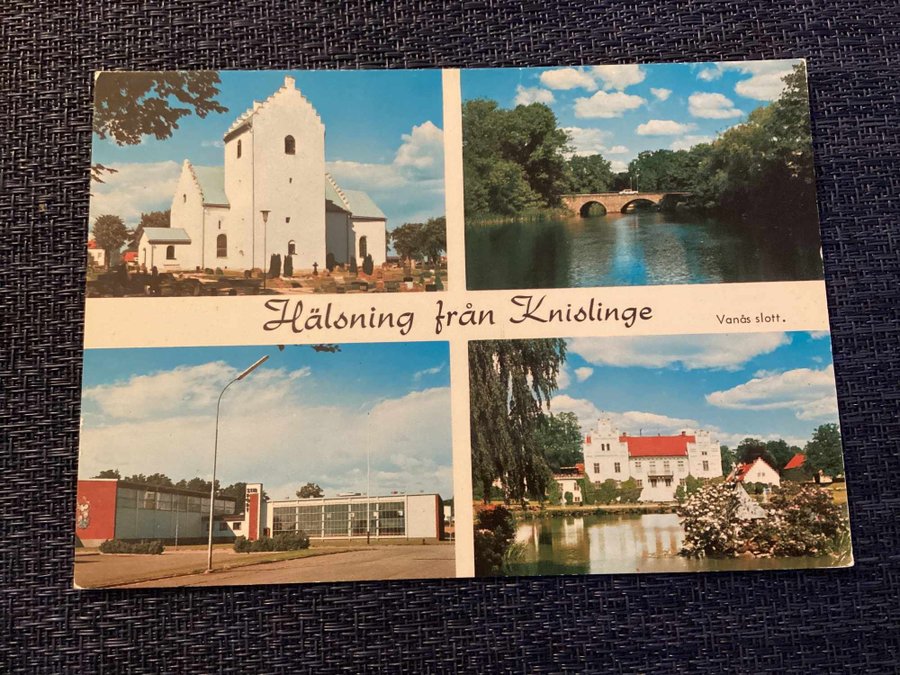 Hälsning från Knislinge
Vanås slott.